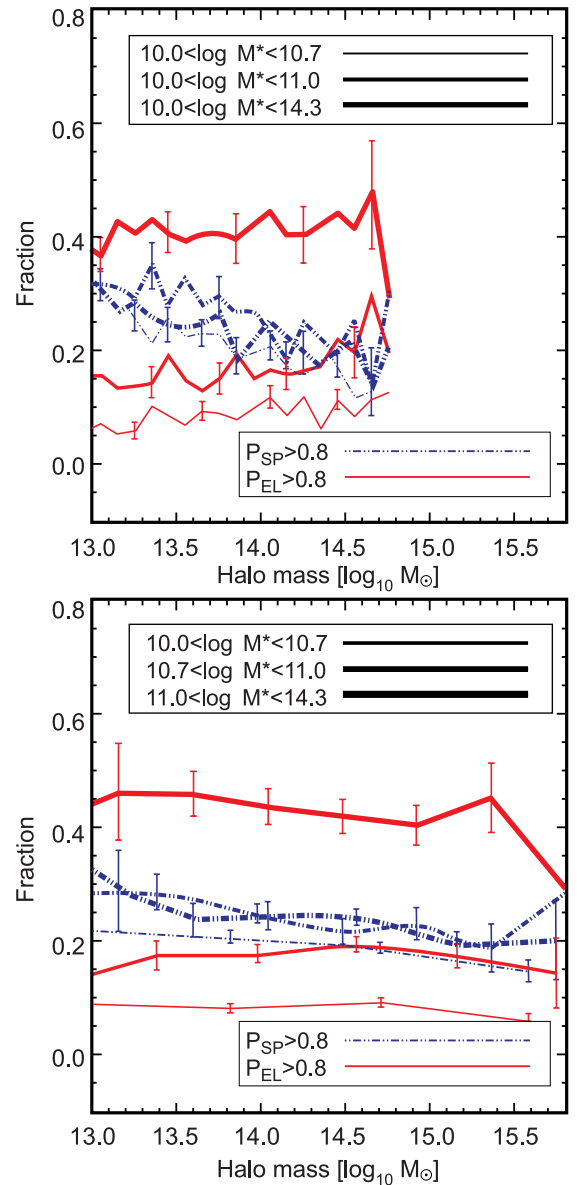 0.8
0.6
0.4
0.2
0.0
Fraction
10.0<log M*<10.7
10.0<log M*<11.0
10.0<log M*<14.3
P_SP>0.8
P_EL>0.8
13.0 13.5 14.0 14.5 15.0 15.5
Halo mass [log₁₀ M⊙]
0.8
0.6
0.4
0.2
0.0
Fraction
10.0<log M*<10.7
10.7<log M*<11.0
11.0<log M*<14.3
P_SP>0.8
P_EL>0.8
13.0 13.5 14.0 14.5 15.0 15.5
Halo mass [log₁₀ M⊙]